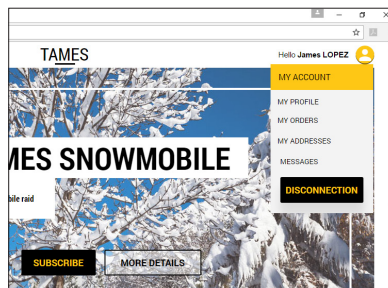 TAMES
Hello James LOPEZ
MY ACCOUNT
MY PROFILE
MY ORDERS
MY ADDRESSES
MESSAGES
DISCONNECTION
MES SNOWMOBILE
bile raid
SUBSCRIBE
MORE DETAILS